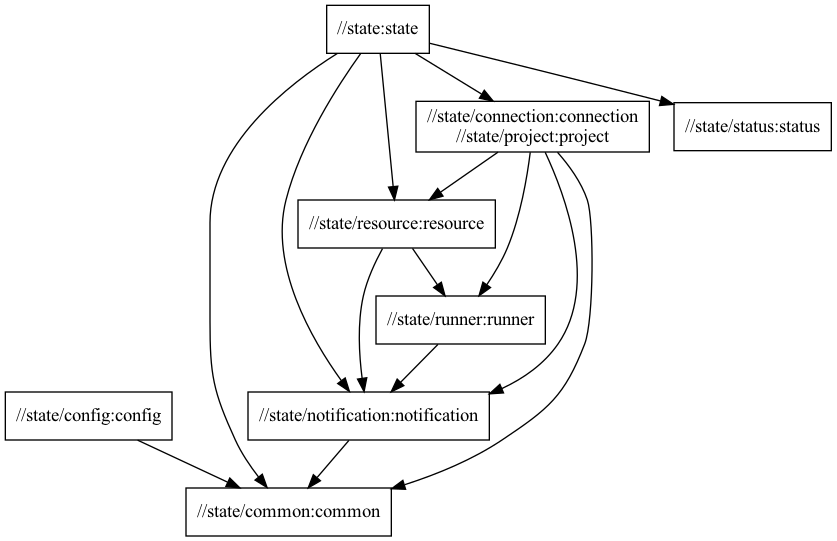 //state:state
//state/connection:connection
//state/project:project
//state/status:status
//state/resource:resource
//state/runner:runner
//state/config:config
//state/notification:notification
//state/common:common